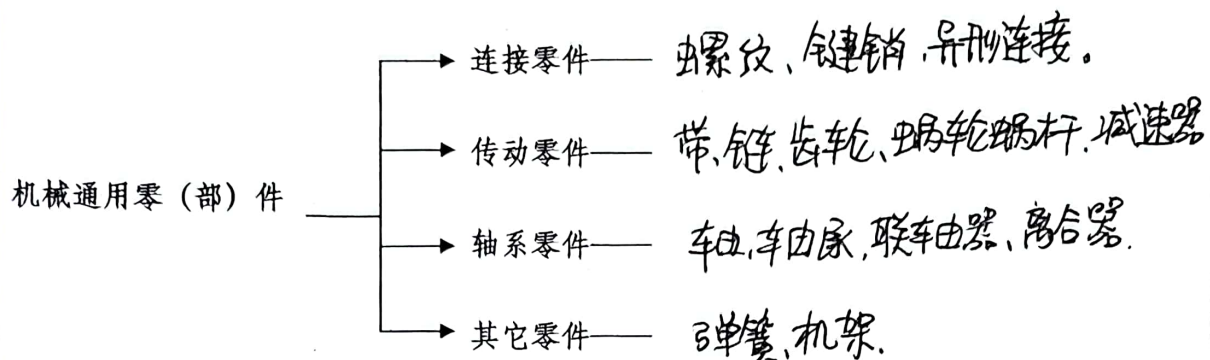 连接零件——螺纹、键销、异形连接。
传动零件——带、链、齿轮、蜗轮蜗杆、减速器
机械通用零（部）件
轴系零件——轴、轴承、联轴器、离合器.
其它零件——弹簧、机架.